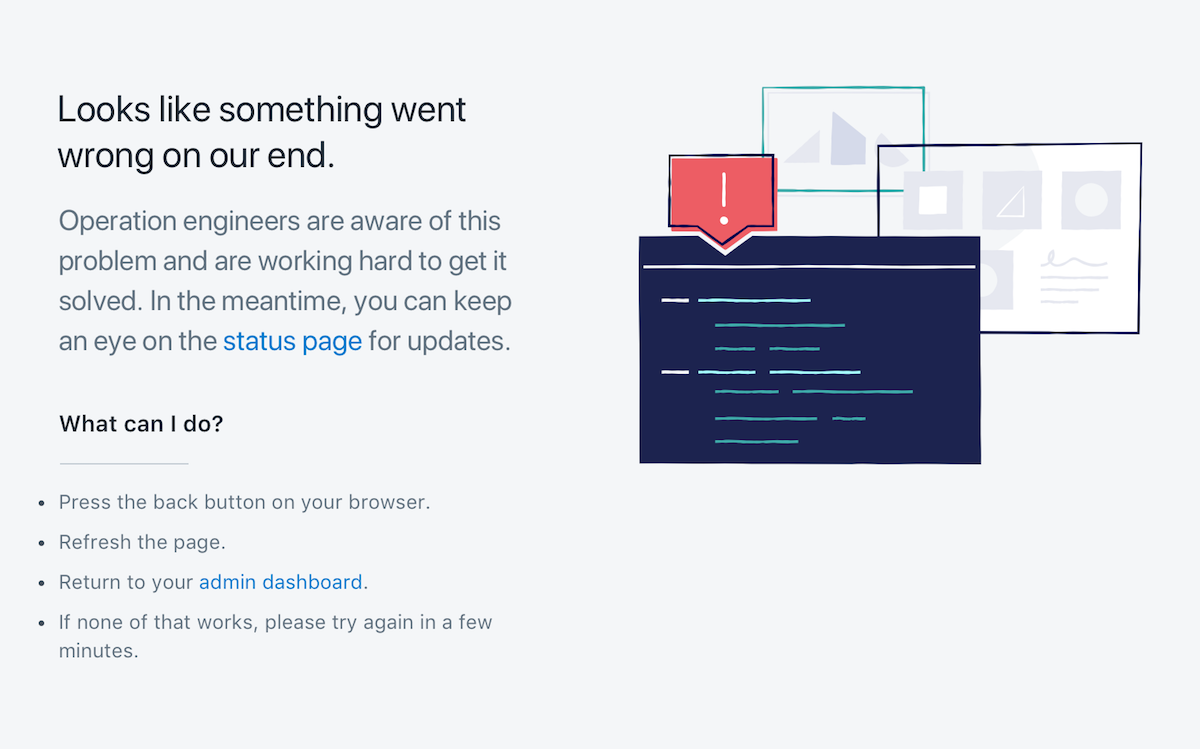 Looks like something went
wrong on our end.
Operation engineers are aware of this
problem and are working hard to get it
solved. In the meantime, you can keep
an eye on the status page for updates.
What can I do?
Press the back button on your browser.
Refresh the page.
Return to your admin dashboard.
If none of that works, please try again in a few
minutes.